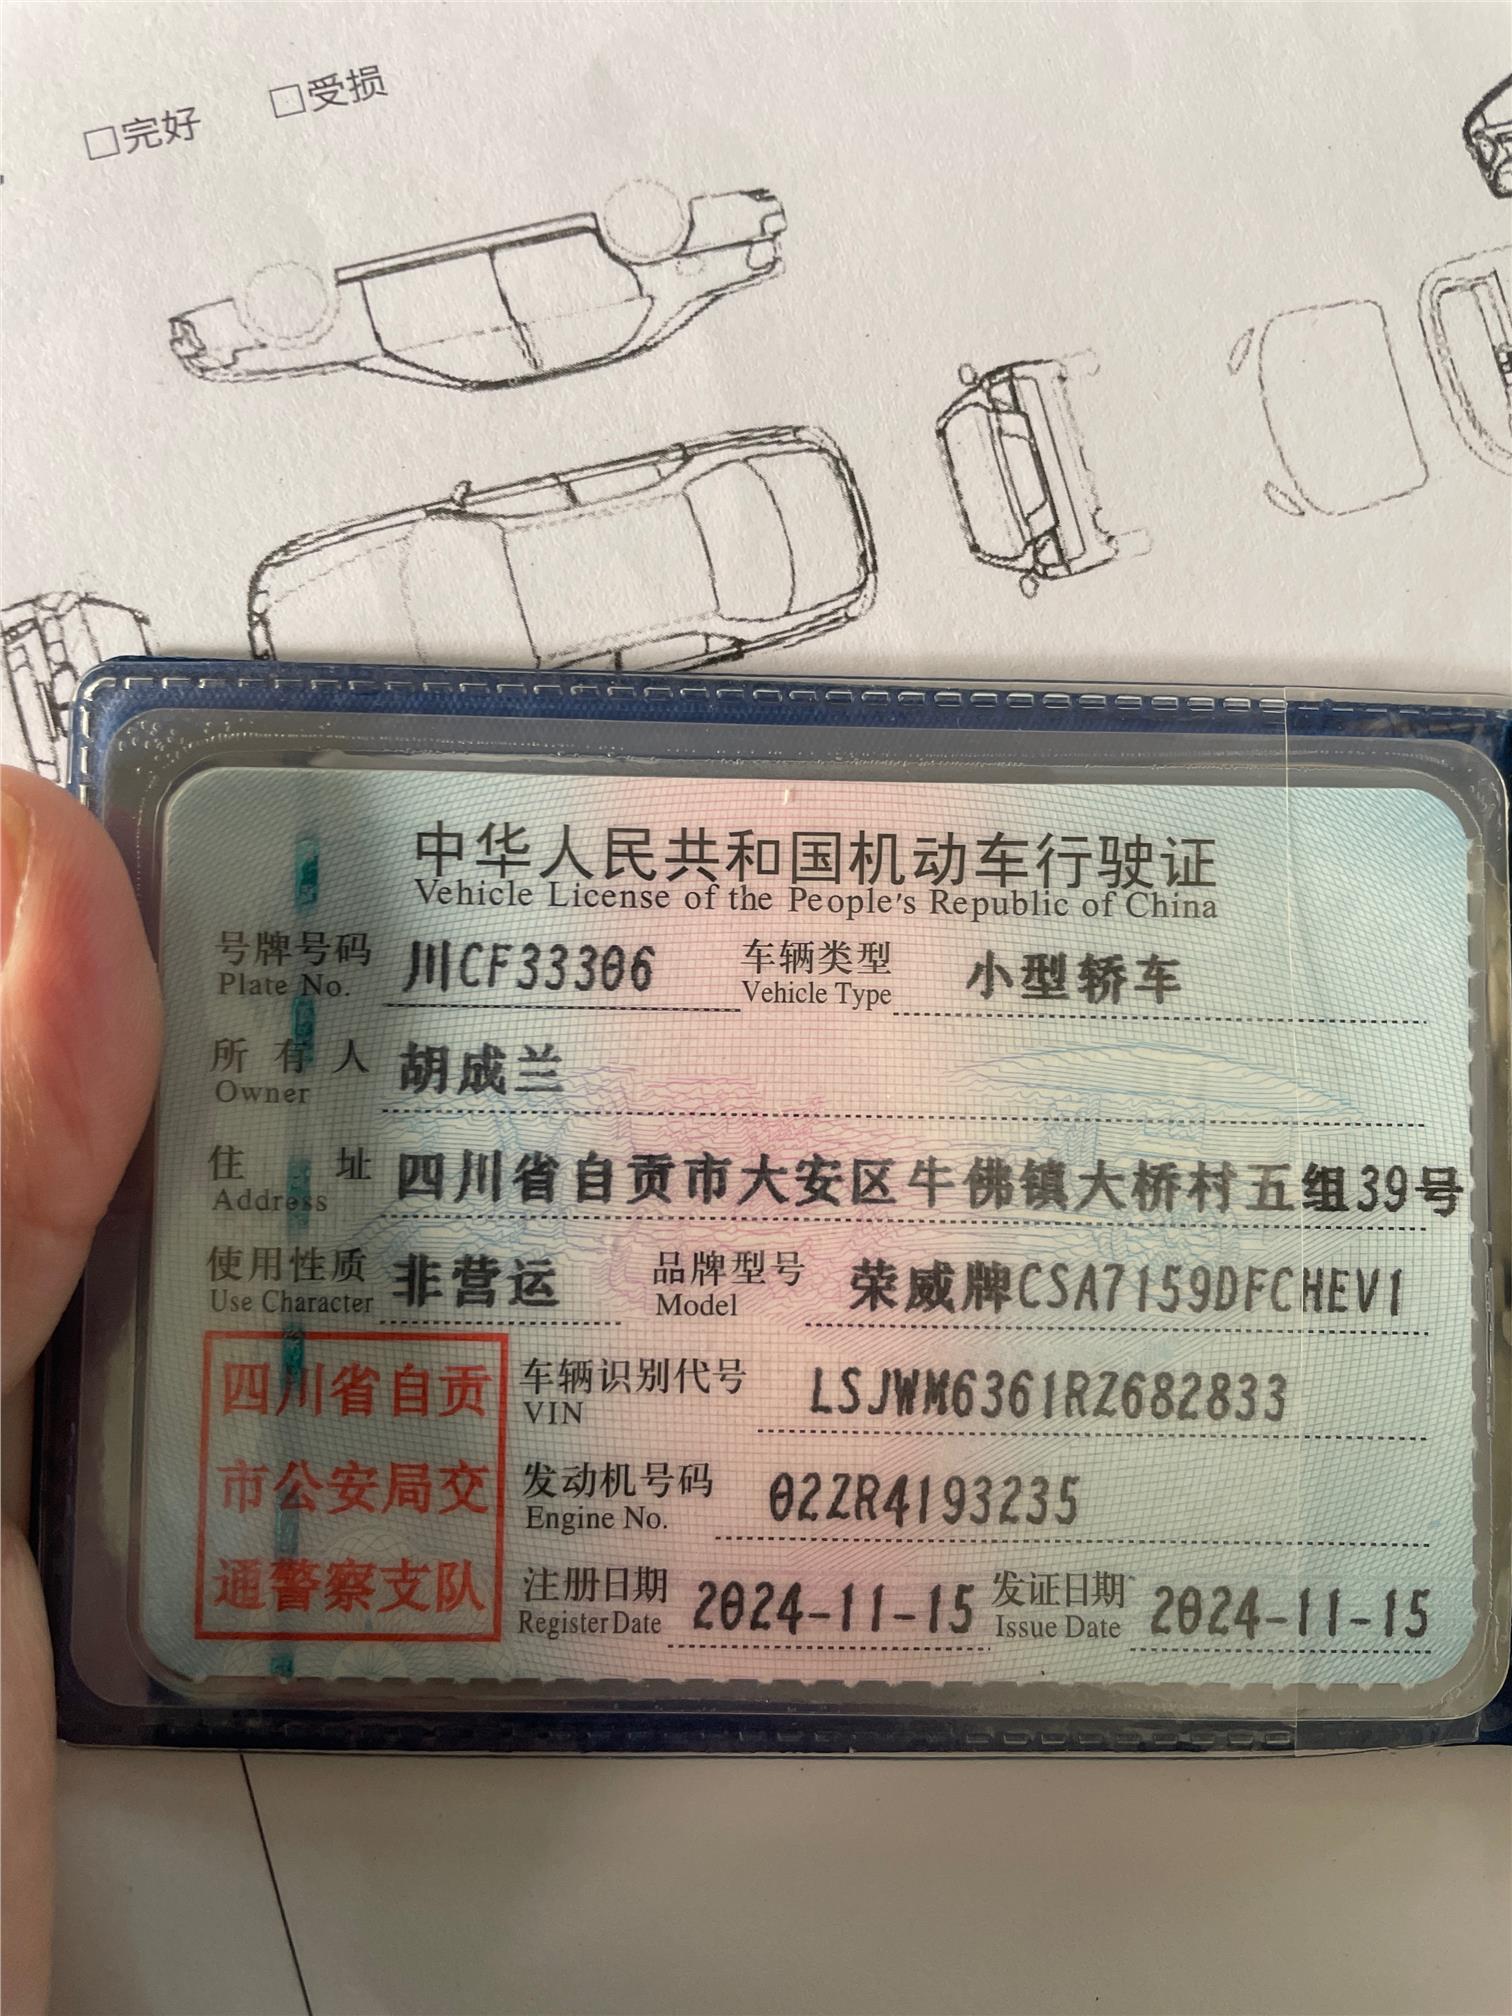 □完好 □受损
中华人民共和国机动车行驶证
Vehicle License of the People's Republic of China
号牌号码 川CF33306 车辆类型 小型轿车
Plate No. Vehicle Type
所有人 胡成兰
Owner
住址 四川省自贡市大安区牛佛镇大桥村五组39号
Address
使用性质 非营运 品牌型号 荣威牌CSA7159DFCHEV1
Use Character Model
四川省自贡
市公安局交
通警察支队
车辆识别代号 LSJWM6361RZ682833
VIN
发动机号码 02ZR4193235
Engine No.
注册日期 2024-11-15 发证日期 2024-11-15
Register Date Issue Date